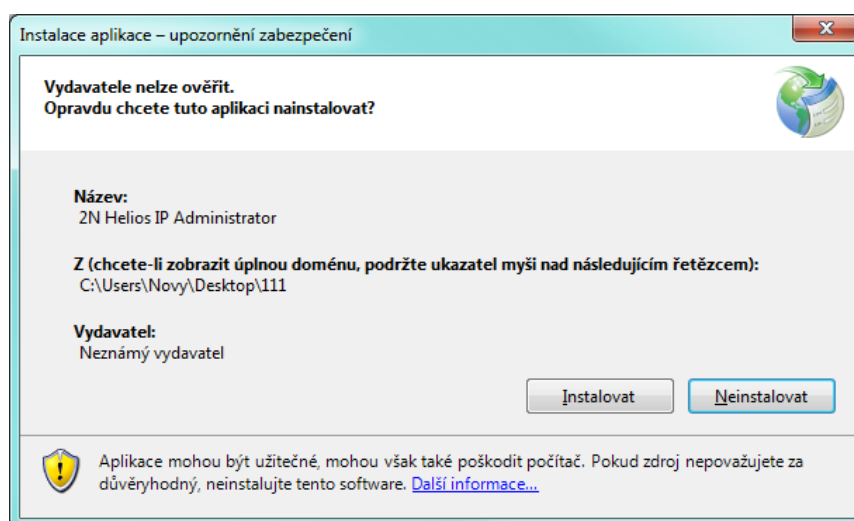 Instalace aplikace – upozornění zabezpečení
Vydavatele nelze ověřit.
Opravdu chcete tuto aplikaci nainstalovat?
Název:
2N Helios IP Administrator
Z (chcete-li zobrazit úplnou doménu, podržte ukazatel myši nad následujícím řetězcem):
C:\Users\Novy\Desktop\111
Vydavatel:
Neznámý vydavatel
Instalovat
Neinstalovat
Aplikace mohou být užitečné, mohou však také poškodit počítač. Pokud zdroj nepovažujete za
důvěryhodný, neinstalujte tento software. Další informace...